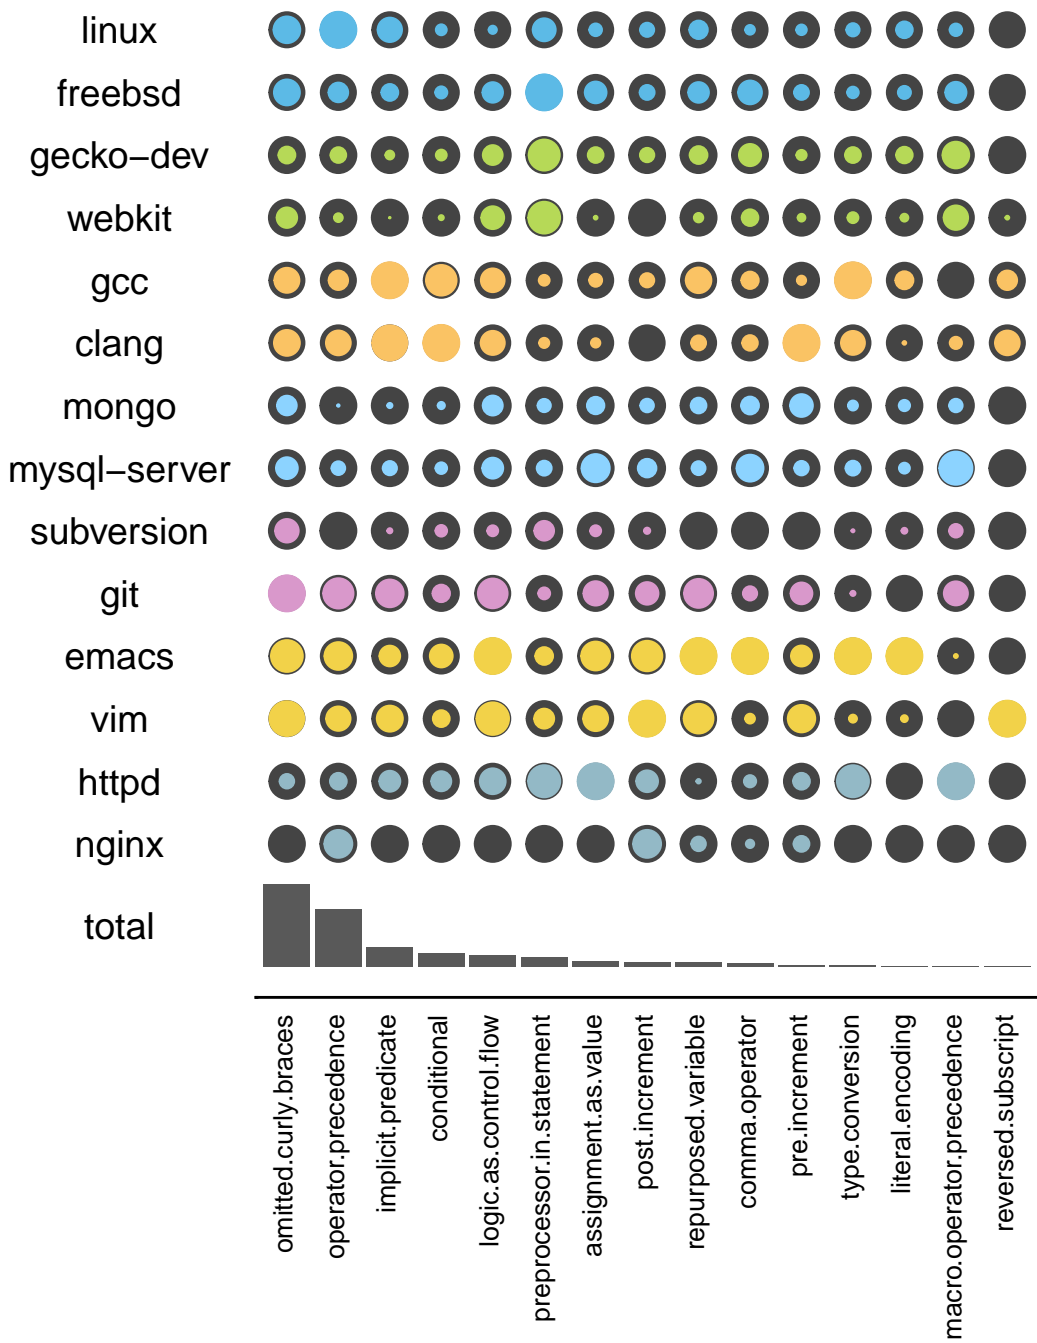 linux
freebsd
gecko−dev
webkit
gcc
clang
mongo
mysql−server
subversion
git
emacs
vim
httpd
nginx
total
omitted.curly.braces
operator.precedence
implicit.predicate
conditional
logic.as.control.flow
preprocessor.in.statement
assignment.as.value
post.increment
repurposed.variable
comma.operator
pre.increment
type.conversion
literal.encoding
macro.operator.precedence
reversed.subscript